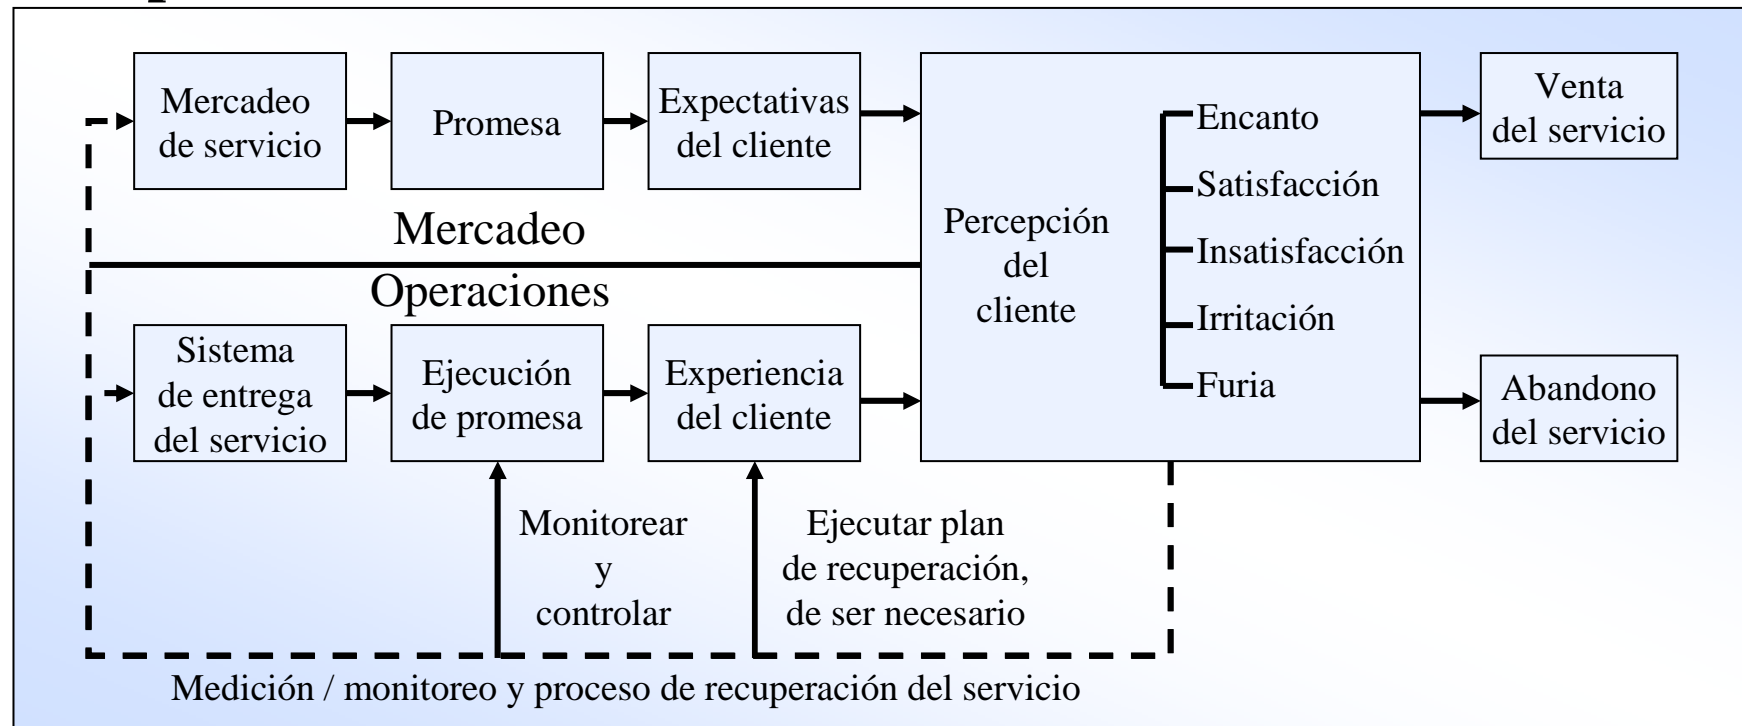 Mercadeo
de servicio
Promesa
Expectativas
del cliente
Mercadeo
Operaciones
Sistema
de entrega
del servicio
Ejecución
de promesa
Experiencia
del cliente
Percepción
del
cliente
Encanto
Satisfacción
Insatisfacción
Irritación
Furia
Venta
del servicio
Abandono
del servicio
Monitorear
y
controlar
Ejecutar plan
de recuperación,
de ser necesario
Medición / monitoreo y proceso de recuperación del servicio